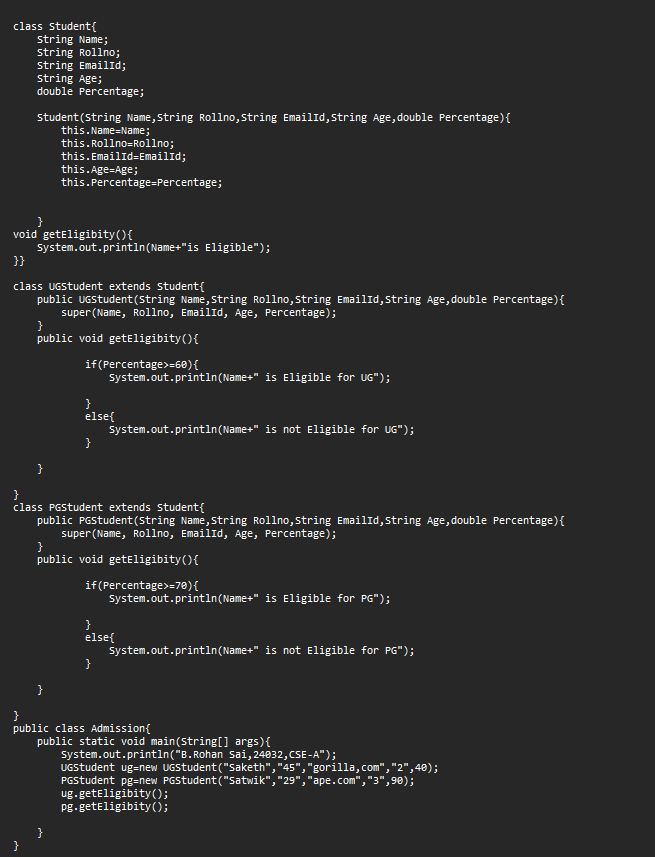 class Student{
    String Name;
    String Rollno;
    String EmailId;
    String Age;
    double Percentage;

    Student(String Name,String Rollno,String EmailId,String Age,double Percentage){
        this.Name=Name;
        this.Rollno=Rollno;
        this.EmailId=EmailId;
        this.Age=Age;
        this.Percentage=Percentage;


    }
void getEligibity(){
    System.out.println(Name+"is Eligible");
}}

class UGStudent extends Student{
    public UGStudent(String Name,String Rollno,String EmailId,String Age,double Percentage){
        super(Name, Rollno, EmailId, Age, Percentage);
    }
    public void getEligibity(){

            if(Percentage>=60){
                System.out.println(Name+" is Eligible for UG");

            }
            else{
                System.out.println(Name+" is not Eligible for UG");
            }

    }

}
class PGStudent extends Student{
    public PGStudent(String Name,String Rollno,String EmailId,String Age,double Percentage){
        super(Name, Rollno, EmailId, Age, Percentage);
    }
    public void getEligibity(){

            if(Percentage>=70){
                System.out.println(Name+" is Eligible for PG");

            }
            else{
                System.out.println(Name+" is not Eligible for PG");
            }

    }

}
public class Admission{
    public static void main(String[] args){
        System.out.println("B.Rohan Sai,24032,CSE-A");
        UGStudent ug=new UGStudent("Saketh","45","gorilla,com","2",40);
        PGStudent pg=new PGStudent("Satwik","29","ape.com","3",90);
        ug.getEligibity();
        pg.getEligibity();

    }
}